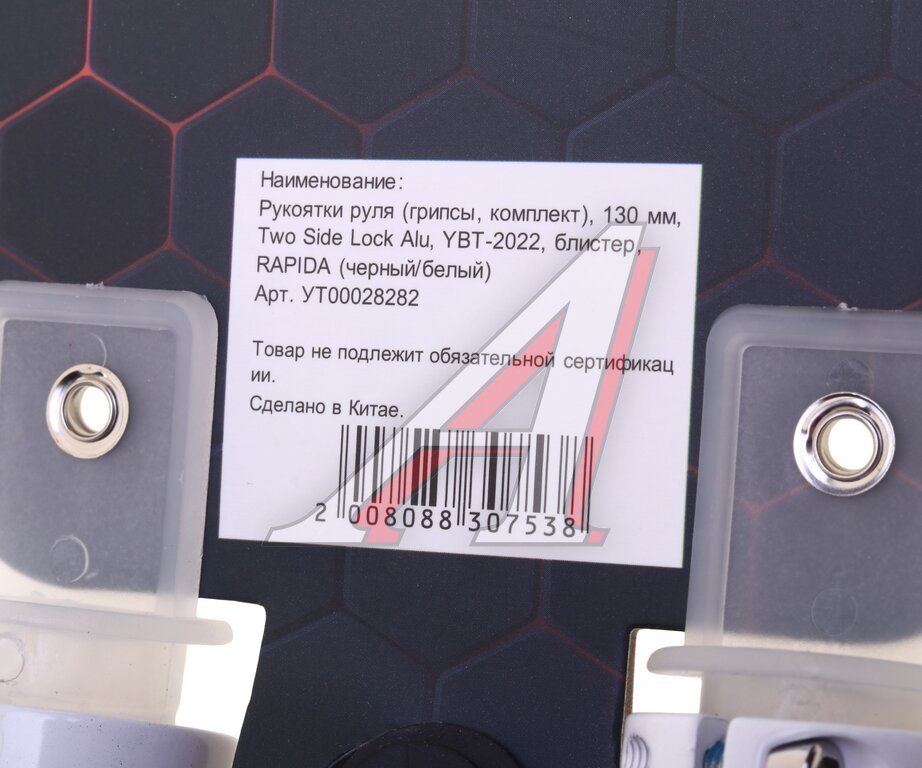 Наименование:
Рукоятки руля (грипсы, комплект), 130 мм,
Two Side Lock Alu, YBT-2022, блистер,
RAPIDA (черный/белый)
Арт. УТ00028282
Товар не подлежит обязательной сертификац
ии.
Сделано в Китае.
2 008088 307538